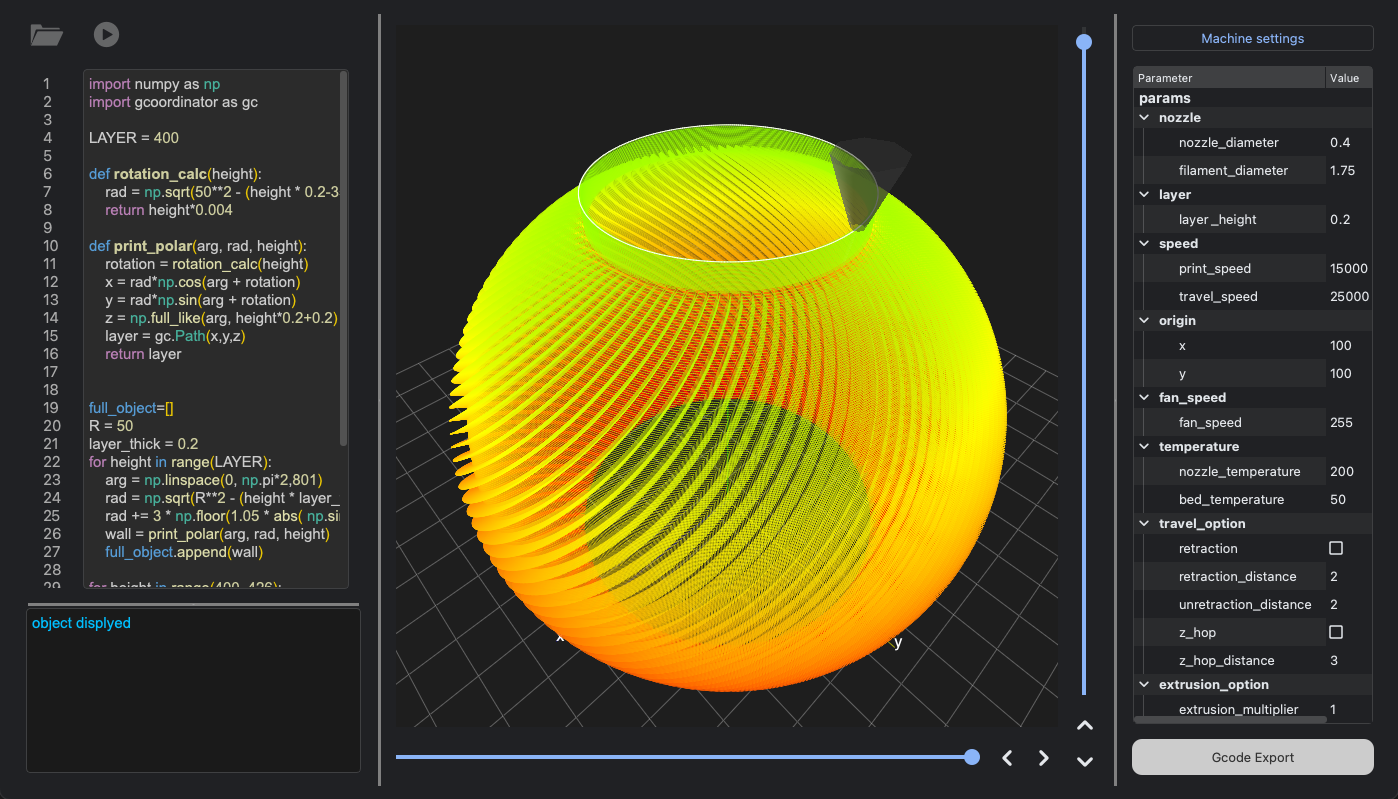 1 import numpy as np
2 import gcoordinator as gc
3
4 LAYER = 400
5
6 def rotation_calc(height):
7 rad = np.sqrt(50**2 - (height * 0.2-3
8 return height*0.004
9
10 def print_polar(arg, rad, height):
11 rotation = rotation_calc(height)
12 x = rad*np.cos(arg + rotation)
13 y = rad*np.sin(arg + rotation)
14 z = np.full_like(arg, height*0.2+0.2)
15 layer = gc.Path(x,y,z)
16 return layer
17
18
19 full_object=[]
20 R = 50
21 layer_thick = 0.2
22 for height in range(LAYER):
23 arg = np.linspace(0, np.pi*2,801)
24 rad = np.sqrt(R**2 - (height * layer_
25 rad += 3 * np.floor(1.05 * abs( np.si
26 wall = print_polar(arg, rad, height)
27 full_object.append(wall)
28
29 for height in range(400, 426):
object displyed
x
y
Machine settings
Parameter Value
params
nozzle
nozzle_diameter 0.4
filament_diameter 1.75
layer
layer_height 0.2
speed
print_speed 15000
travel_speed 25000
origin
x 100
y 100
fan_speed
fan_speed 255
temperature
nozzle_temperature 200
bed_temperature 50
travel_option
retraction
retraction_distance 2
unretraction_distance 2
z_hop
z_hop_distance 3
extrusion_option
extrusion_multiplier 1
Gcode Export